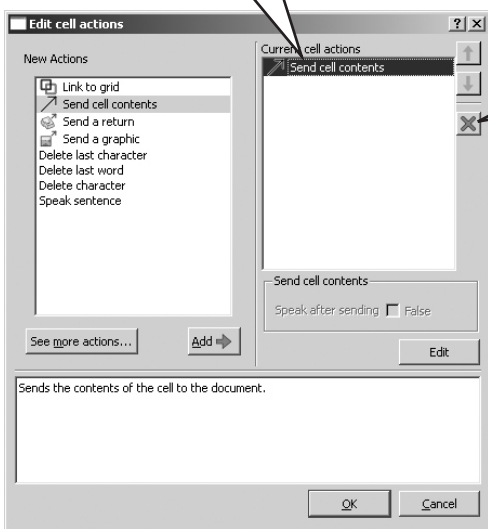 Edit cell actions
New Actions
Link to grid
Send cell contents
Send a return
Send a graphic
Delete last character
Delete last word
Delete character
Speak sentence
See more actions...
Add
Current cell actions
Send cell contents
Send cell contents
Speak after sending False
Edit
Sends the contents of the cell to the document.
OK
Cancel